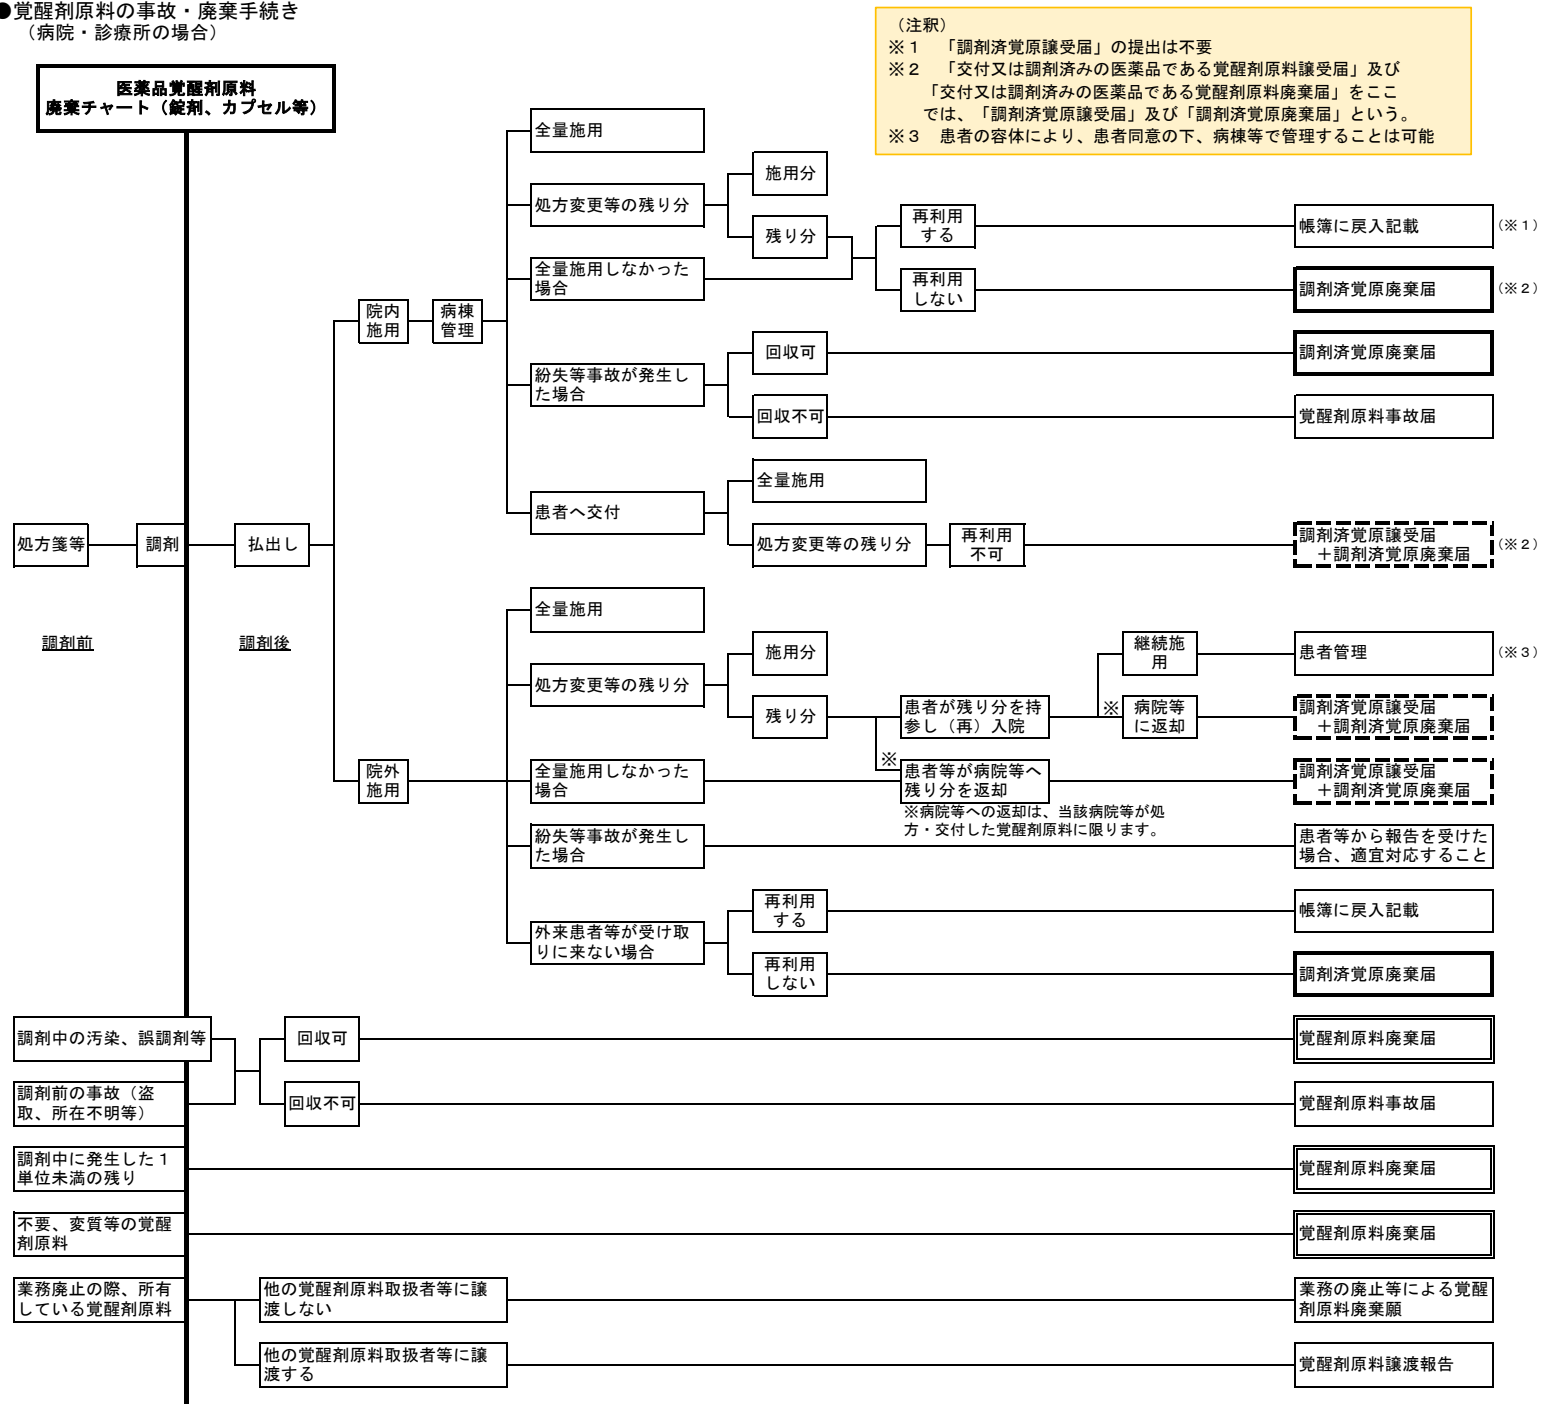 ●覚醒剤原料の事故・廃棄手続き
（病院・診療所の場合）
（注釈）
※１　「調剤済覚原譲受届」の提出は不要
※２　「交付又は調剤済みの医薬品である覚醒剤原料譲受届」及び
「交付又は調剤済みの医薬品である覚醒剤原料廃棄届」をここ
では、「調剤済覚原譲受届」及び「調剤済覚原廃棄届」という。
※３　患者の容体により、患者同意の下、病棟等で管理することは可能
医薬品覚醒剤原料
廃棄チャート（錠剤、カプセル等）
全量施用
処方変更等の残り分
施用分
残り分
全量施用しなかった
場合
再利用
する
帳簿に戻入記載
（※１）
再利用
しない
調剤済覚原廃棄届
（※２）
院内
施用
病棟
管理
紛失等事故が発生し
た場合
回収可
調剤済覚原廃棄届
回収不可
覚醒剤原料事故届
患者へ交付
全量施用
処方変更等の残り分
再利用
不可
調剤済覚原譲受届
＋調剤済覚原廃棄届
（※２）
処方箋等
調剤
払出し
調剤前
調剤後
全量施用
処方変更等の残り分
施用分
残り分
患者が残り分を持
参し（再）入院
継続施
用
患者管理
（※３）
※
病院等
に返却
調剤済覚原譲受届
＋調剤済覚原廃棄届
院外
施用
全量施用しなかった
場合
※
患者等が病院等へ
残り分を返却
調剤済覚原譲受届
＋調剤済覚原廃棄届
※病院等への返却は、当該病院等が処
方・交付した覚醒剤原料に限ります。
紛失等事故が発生し
た場合
患者等から報告を受けた
場合、適宜対応すること
外来患者等が受け取
りに来ない場合
再利用
する
帳簿に戻入記載
再利用
しない
調剤済覚原廃棄届
調剤中の汚染、誤調剤等
回収可
覚醒剤原料廃棄届
調剤前の事故（盗
取、所在不明等）
回収不可
覚醒剤原料事故届
調剤中に発生した１
単位未満の残り
覚醒剤原料廃棄届
不要、変質等の覚醒
剤原料
覚醒剤原料廃棄届
業務廃止の際、所有
している覚醒剤原料
他の覚醒剤原料取扱者等に譲
渡しない
業務の廃止等による覚醒
剤原料廃棄願
他の覚醒剤原料取扱者等に譲
渡する
覚醒剤原料譲渡報告